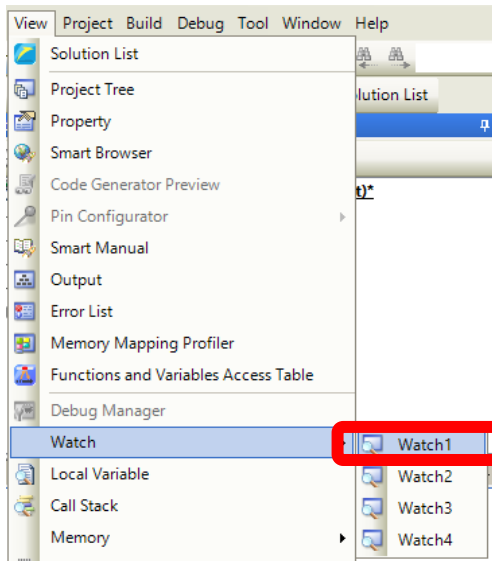 View Project Build Debug Tool Window Help
Solution List
Project Tree
lution List
Property
Smart Browser
Code Generator Preview
t)*
Pin Configurator
Smart Manual
Output
Error List
Memory Mapping Profiler
Functions and Variables Access Table
Debug Manager
Watch
Watch1
Local Variable
Watch2
Call Stack
Watch3
Memory
Watch4